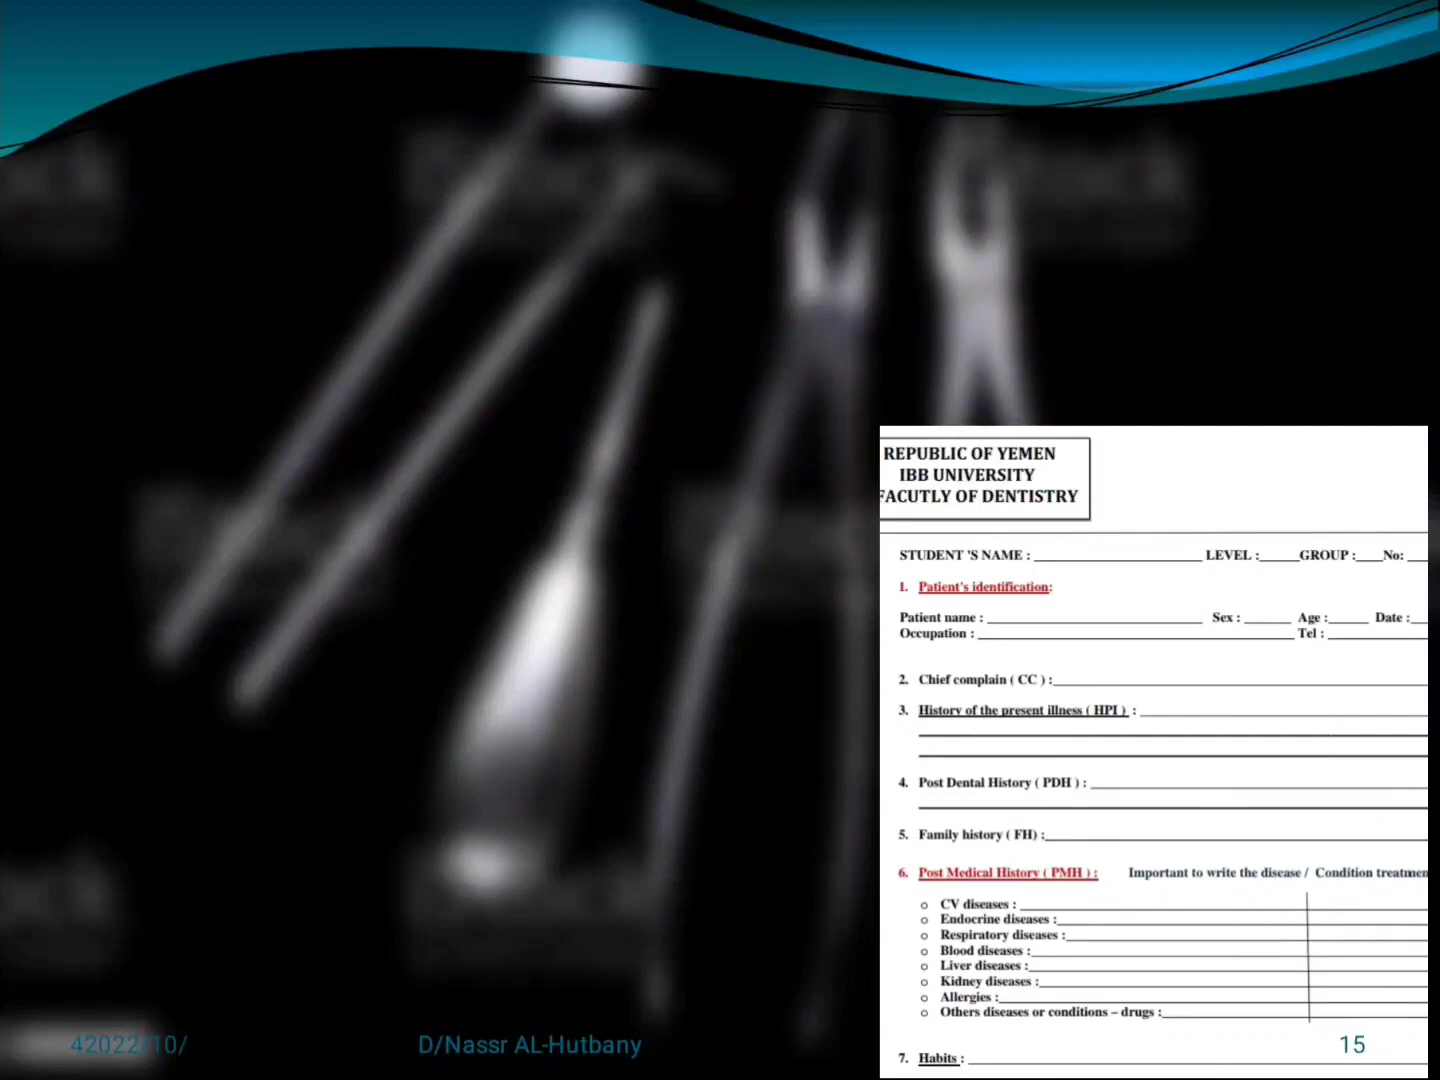 REPUBLIC OF YEMEN
IBB UNIVERSITY
FACUTLY OF DENTISTRY
STUDENT 'S NAME : LEVEL : GROUP : No:
1. Patient's identification:
Patient name : Sex : Age : Date :
Occupation : Tel :
2. Chief complain ( CC ) :
3. History of the present illness ( HPI ) :
4. Post Dental History ( PDH ) :
5. Family history ( FH) :
6. Post Medical History ( PMH ) : Important to write the disease / Condition treatmen
o CV diseases :
o Endocrine diseases :
o Respiratory diseases :
o Blood diseases :
o Liver diseases :
o Kidney diseases :
o Allergies :
o Others diseases or conditions – drugs :
7. Habits :
42022/10/ D/Nassr AL-Hutbany 15